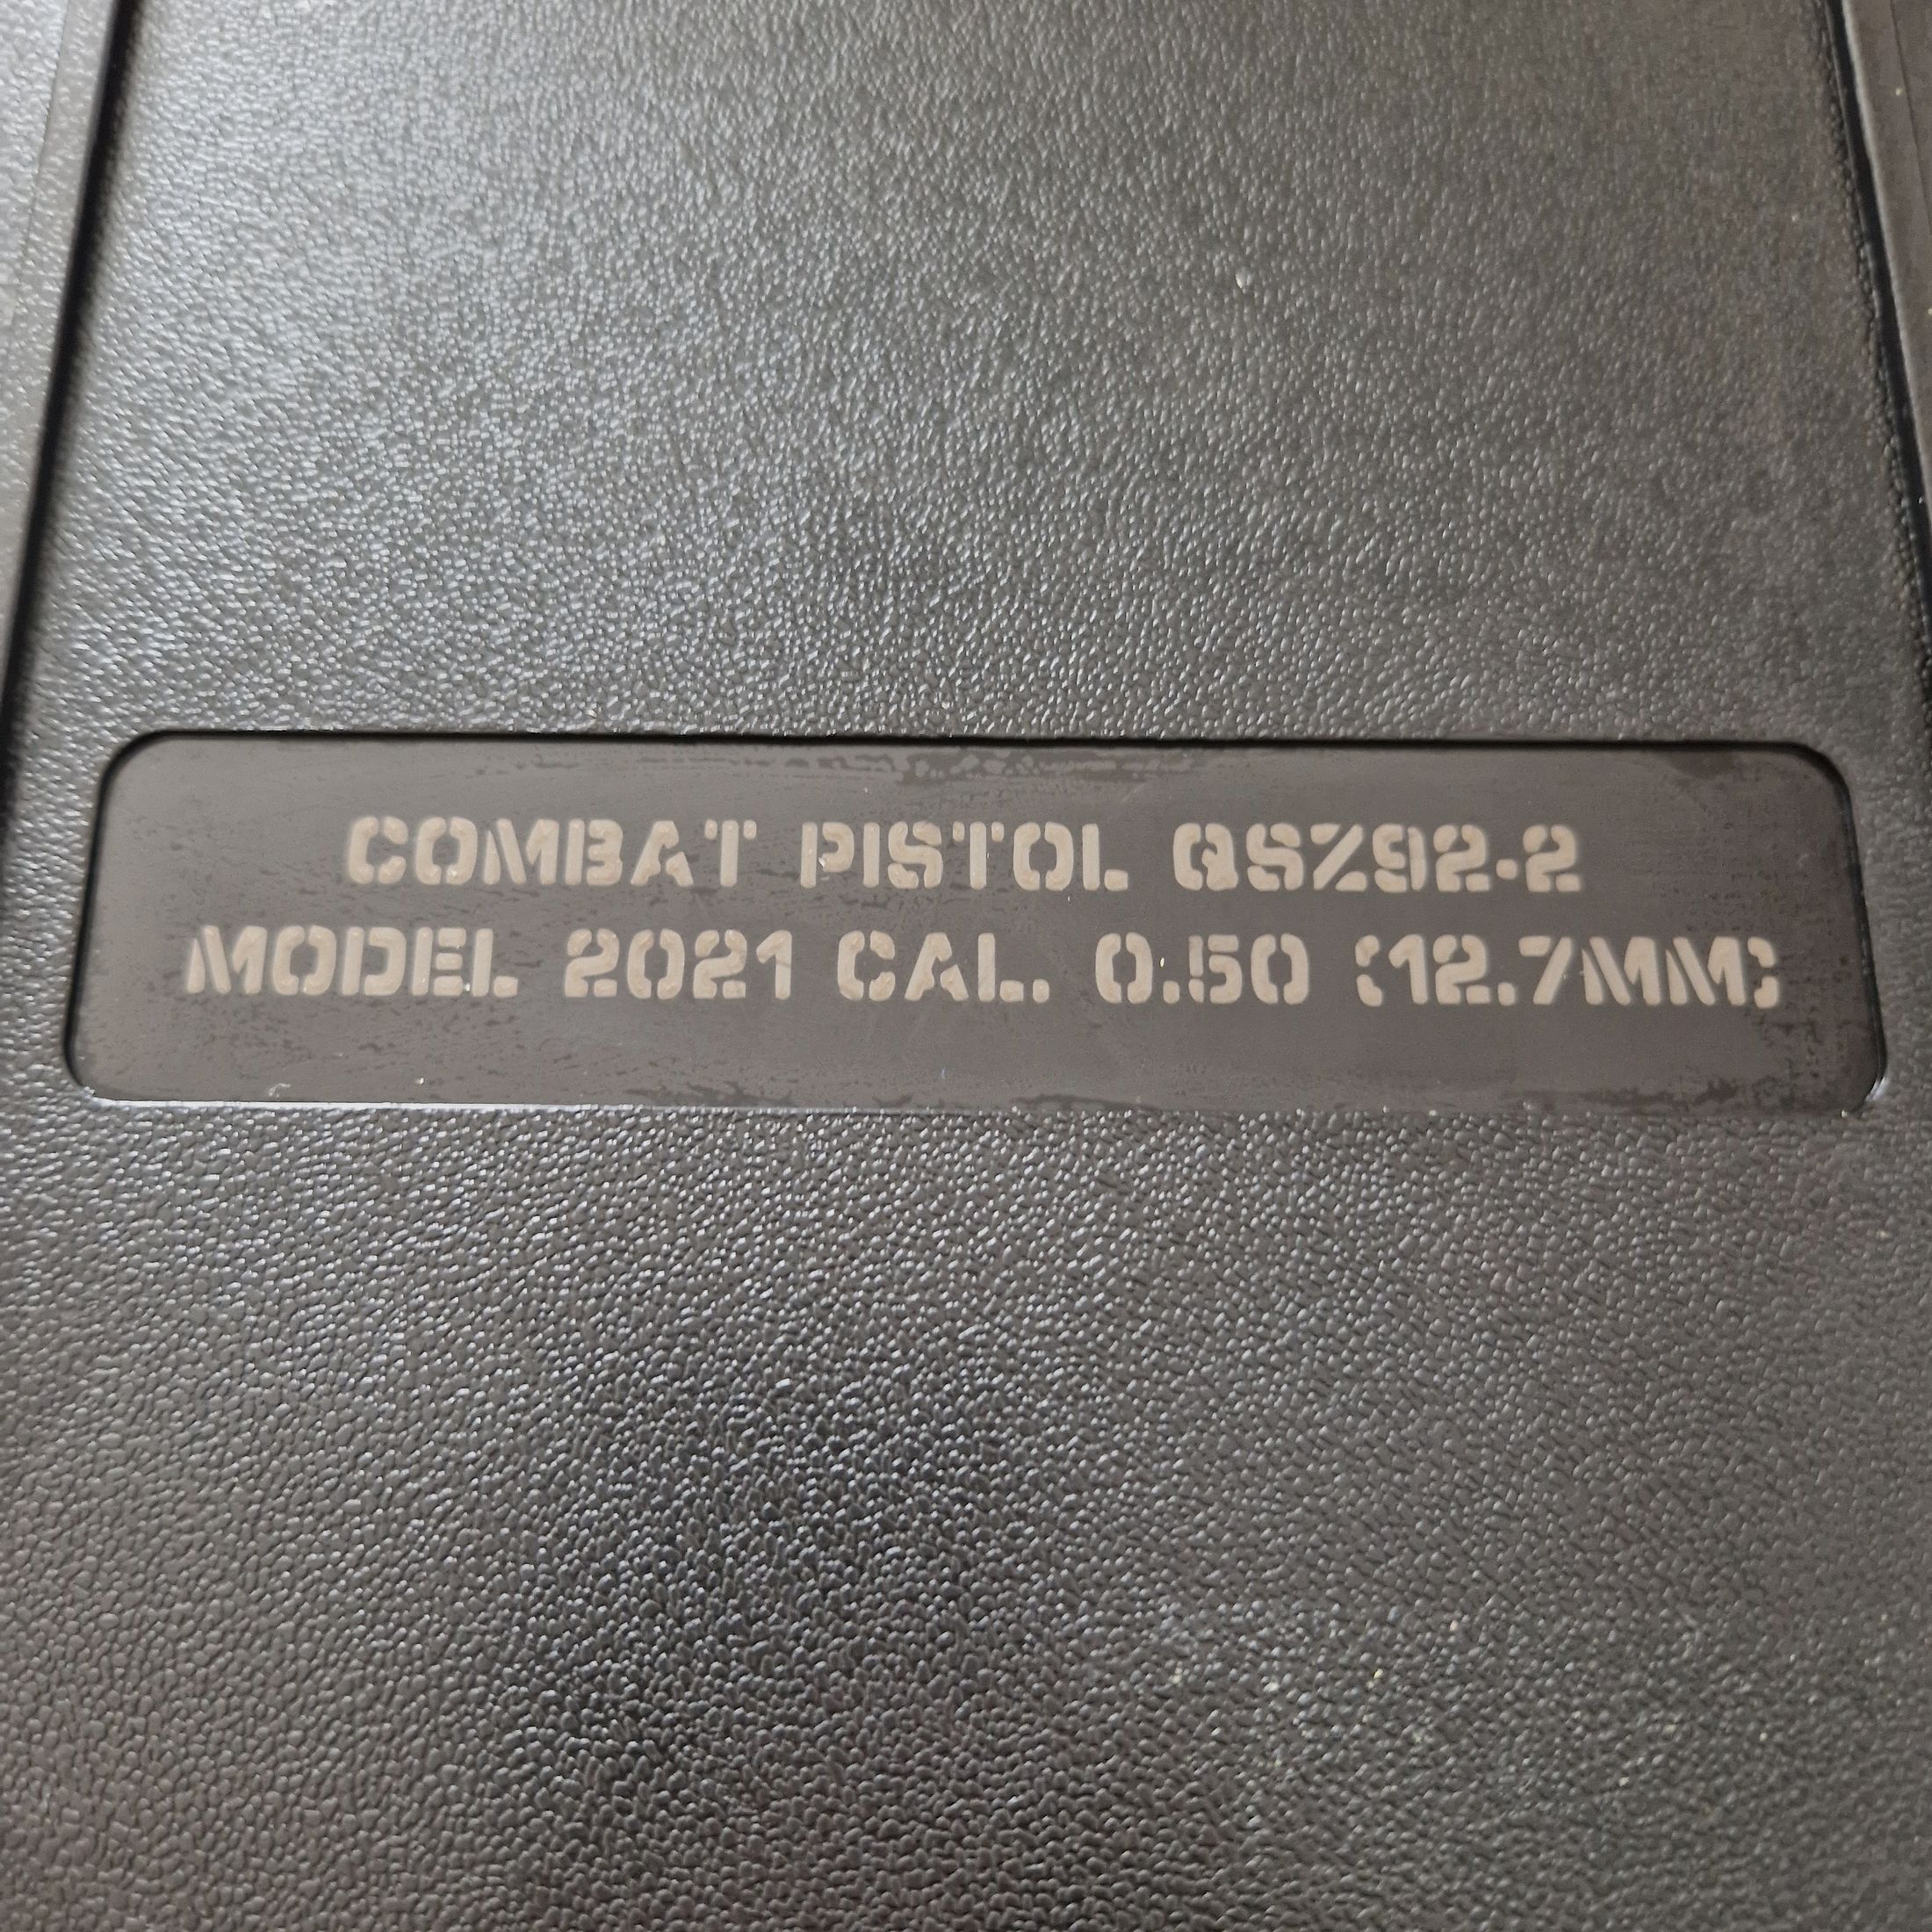 COMBAT PISTOL QSZ92-2
MODEL 2021 CAL. 0.50 (12.7MM)